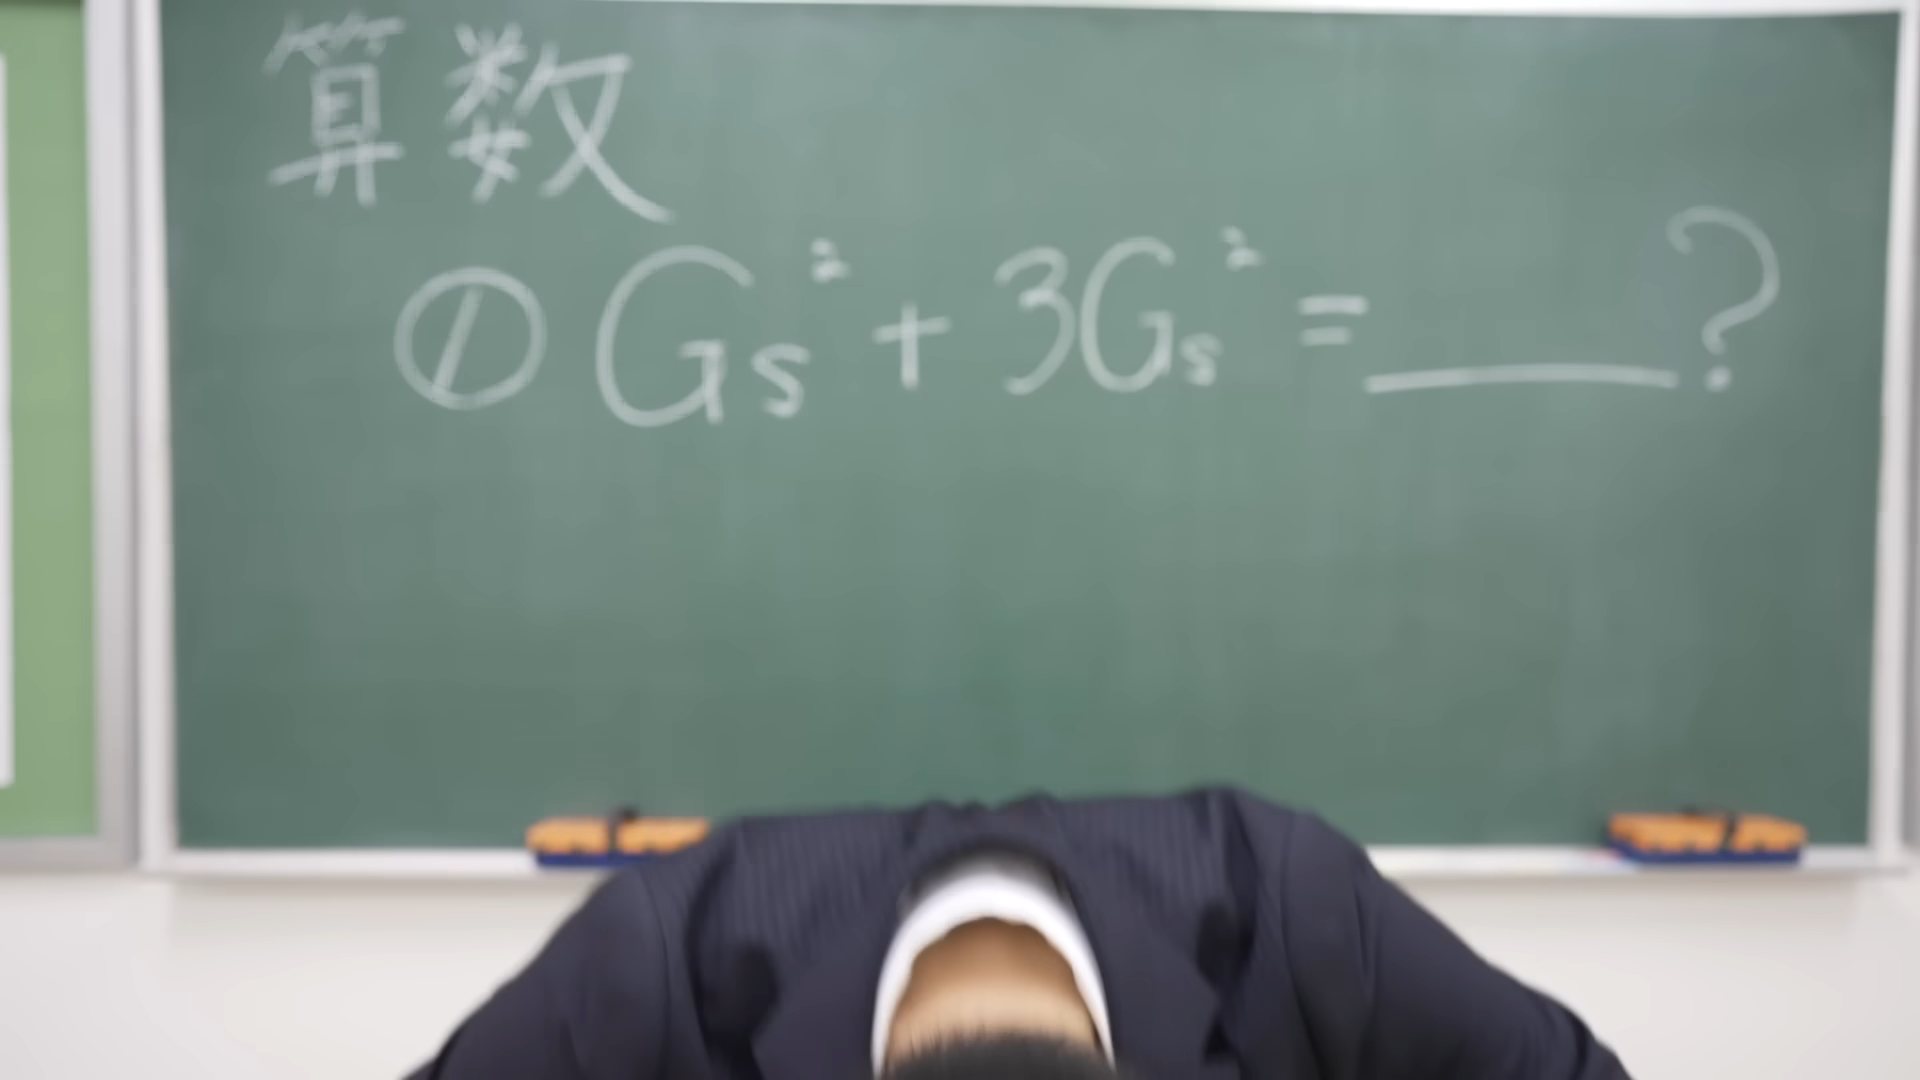 算数
① Gs² + 3Gs² = ____?